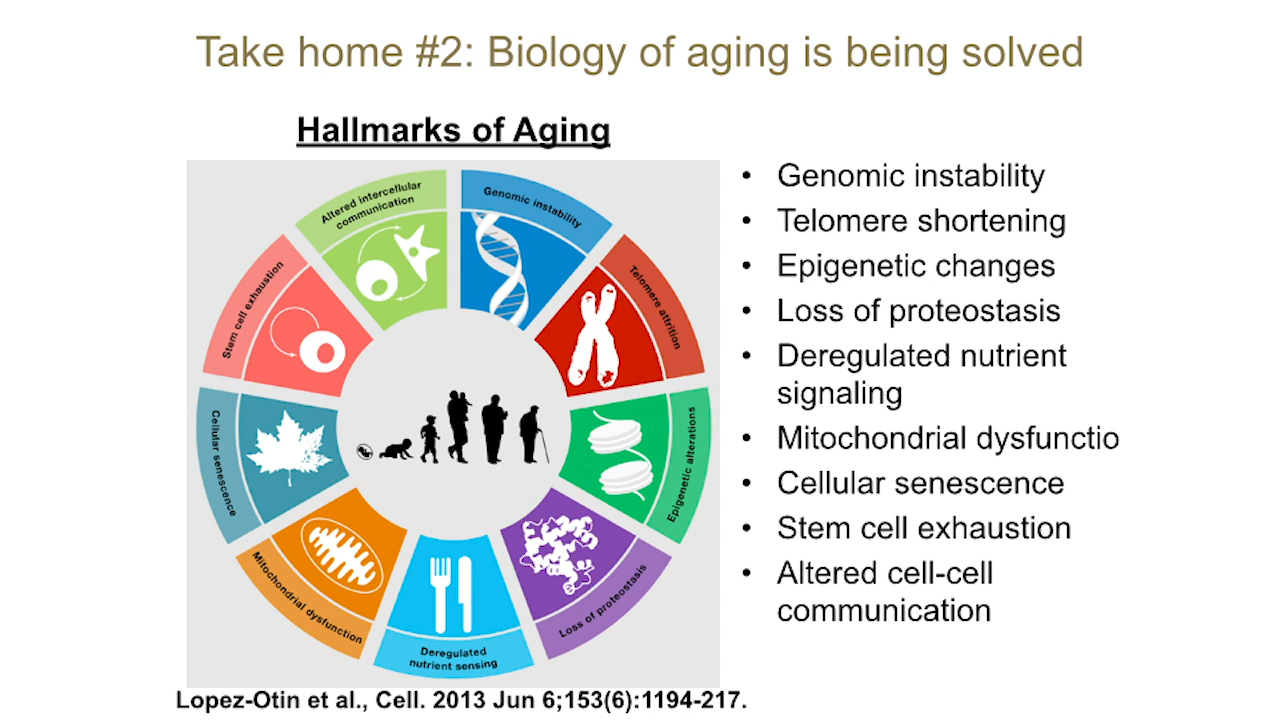 Take home #2: Biology of aging is being solved
Hallmarks of Aging
Altered intercellular
communication
Genomic instability
Telomere attrition
Epigenetic alterations
Loss of proteostasis
Deregulated
nutrient sensing
Mitochondrial dysfunction
Cellular senescence
Stem cell exhaustion
• Genomic instability
• Telomere shortening
• Epigenetic changes
• Loss of proteostasis
• Deregulated nutrient
signaling
• Mitochondrial dysfunctio
• Cellular senescence
• Stem cell exhaustion
• Altered cell-cell
communication
Lopez-Otin et al., Cell. 2013 Jun 6;153(6):1194-217.